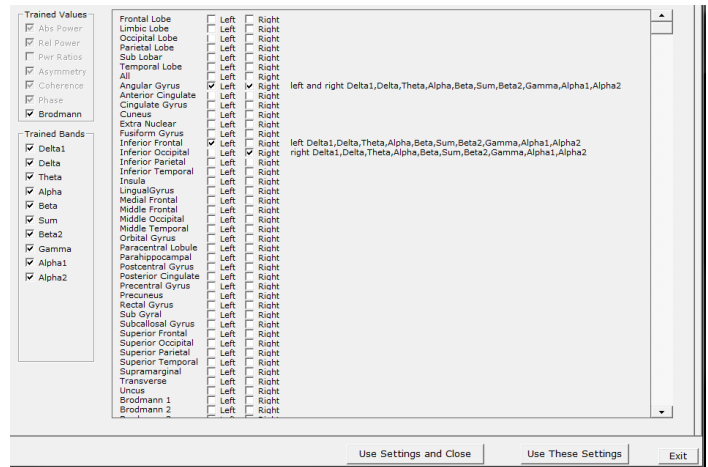 Trained Values
Abs Power
Rel Power
Pwr Ratios
Asymmetry
Coherence
Phase
Brodmann
Trained Bands
Delta1
Delta
Theta
Alpha
Beta
Sum
Beta2
Gamma
Alpha1
Alpha2
Frontal Lobe Left Right
Limbic Lobe Left Right
Occipital Lobe Left Right
Parietal Lobe Left Right
Sub Lobar Left Right
Temporal Lobe Left Right
All Left Right
Angular Gyrus Left Right left and right Delta1,Delta,Theta,Alpha,Beta,Sum,Beta2,Gamma,Alpha1,Alpha2
Anterior Cingulate Left Right
Cingulate Gyrus Left Right
Cuneus Left Right
Extra Nuclear Left Right
Fusiform Gyrus Left Right
Inferior Frontal Left Right left Delta1,Delta,Theta,Alpha,Beta,Sum,Beta2,Gamma,Alpha1,Alpha2
Inferior Occipital Left Right right Delta1,Delta,Theta,Alpha,Beta,Sum,Beta2,Gamma,Alpha1,Alpha2
Inferior Parietal Left Right
Inferior Temporal Left Right
Insula Left Right
LingualGyrus Left Right
Medial Frontal Left Right
Middle Frontal Left Right
Middle Occipital Left Right
Middle Temporal Left Right
Orbital Gyrus Left Right
Paracentral Lobule Left Right
Parahippocampal Left Right
Postcentral Gyrus Left Right
Posterior Cingulate Left Right
Precentral Gyrus Left Right
Precuneus Left Right
Rectal Gyrus Left Right
Sub Gyral Left Right
Subcallosal Gyrus Left Right
Superior Frontal Left Right
Superior Occipital Left Right
Superior Parietal Left Right
Superior Temporal Left Right
Supramarginal Left Right
Transverse Left Right
Uncus Left Right
Brodmann 1 Left Right
Brodmann 2 Left Right
Use Settings and Close
Use These Settings
Exit